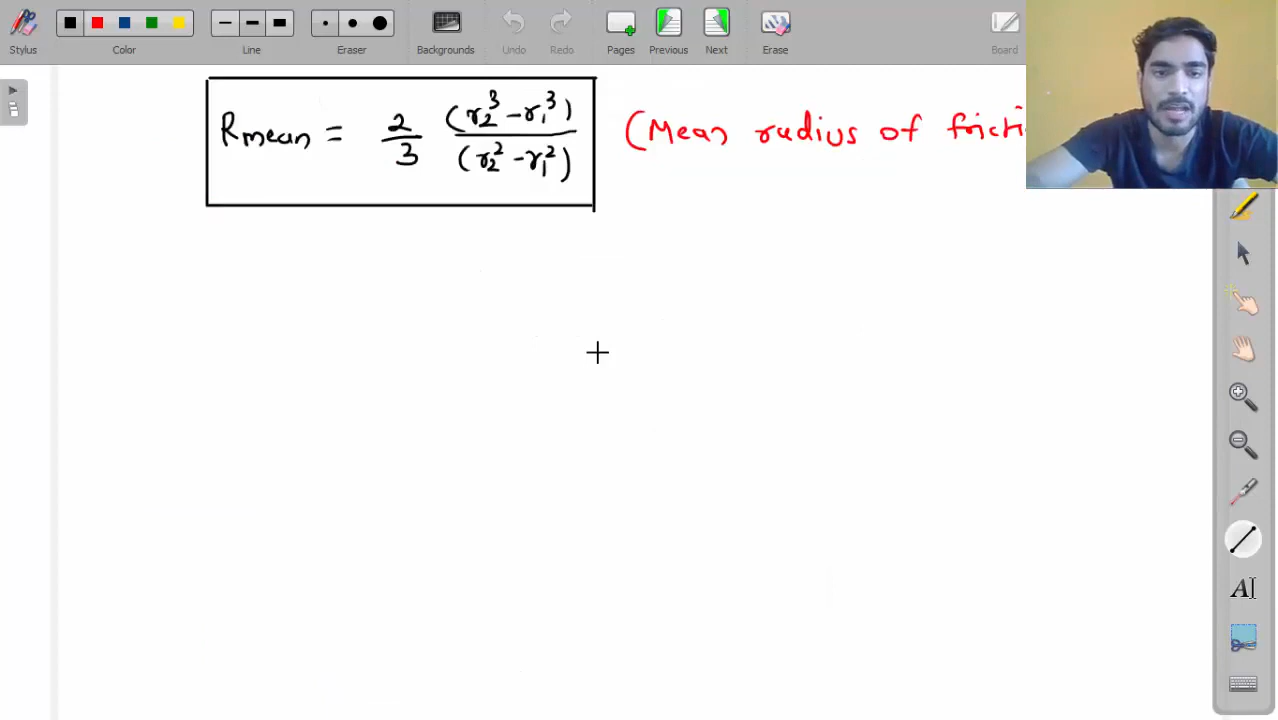 Stylus Color Line Eraser Backgrounds Undo Redo Pages Previous Next Erase Board
Rmean = 2/3 (r₂³ - r₁³)/(r₂² - r₁²) (Mean radius of fricti
A